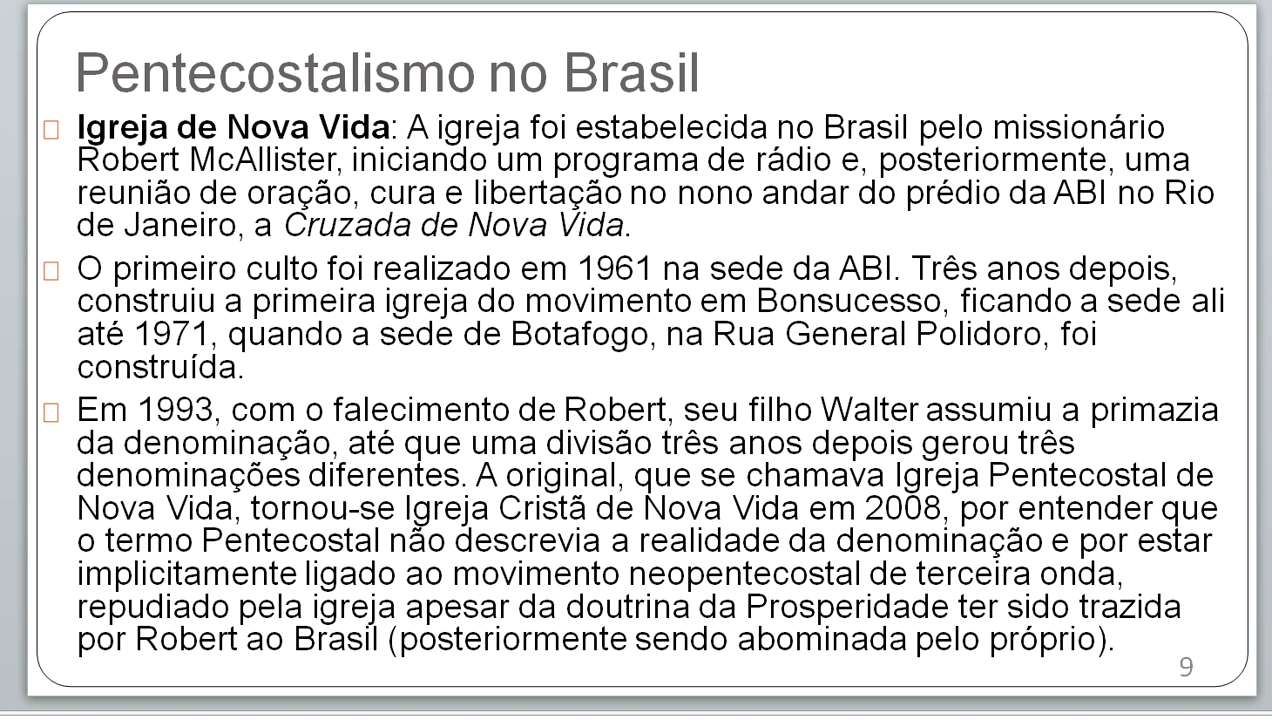 Pentecostalismo no Brasil
Igreja de Nova Vida: A igreja foi estabelecida no Brasil pelo missionário
Robert McAllister, iniciando um programa de rádio e, posteriormente, uma
reunião de oração, cura e libertação no nono andar do prédio da ABI no Rio
de Janeiro, a Cruzada de Nova Vida.
O primeiro culto foi realizado em 1961 na sede da ABI. Três anos depois,
construiu a primeira igreja do movimento em Bonsucesso, ficando a sede ali
até 1971, quando a sede de Botafogo, na Rua General Polidoro, foi
construída.
Em 1993, com o falecimento de Robert, seu filho Walter assumiu a primazia
da denominação, até que uma divisão três anos depois gerou três
denominações diferentes. A original, que se chamava Igreja Pentecostal de
Nova Vida, tornou-se Igreja Cristã de Nova Vida em 2008, por entender que
o termo Pentecostal não descrevia a realidade da denominação e por estar
implicitamente ligado ao movimento neopentecostal de terceira onda,
repudiado pela igreja apesar da doutrina da Prosperidade ter sido trazida
por Robert ao Brasil (posteriormente sendo abominada pelo próprio).
9